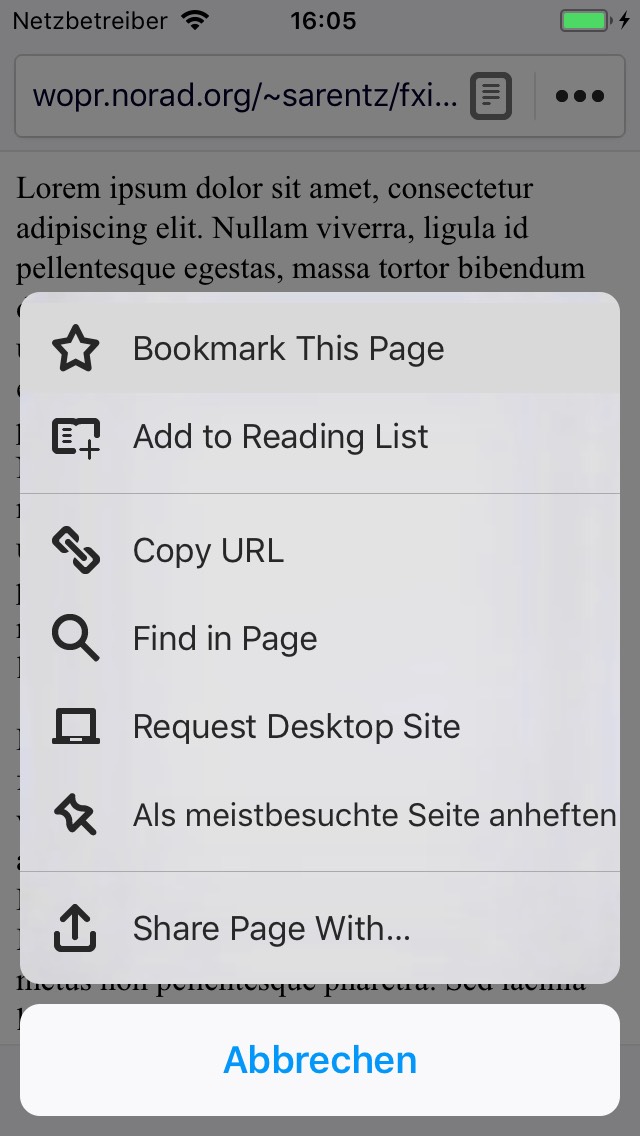 Netzbetreiber
16:05
wopr.norad.org/~sarentz/fxi...
Lorem ipsum dolor sit amet, consectetur
adipiscing elit. Nullam viverra, ligula id
pellentesque egestas, massa tortor bibendum
Bookmark This Page
Add to Reading List
Copy URL
Find in Page
Request Desktop Site
Als meistbesuchte Seite anheften
Share Page With...
metus non pellentesque pharetra. Sed lacinia
Abbrechen